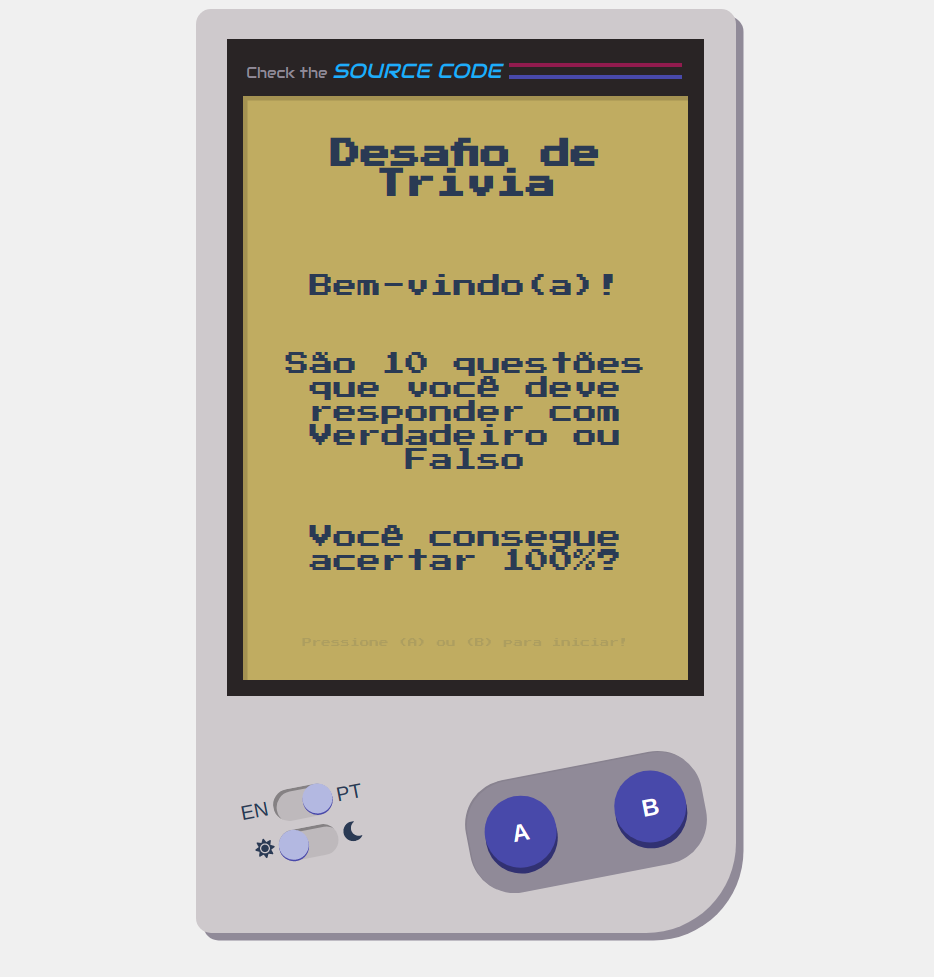 Check the SOURCE CODE
Desafio de
Trivia
Bem-vindo(a)!
São 10 questões
que você deve
responder com
Verdadeiro ou
Falso
Você consegue
acertar 100%?
Pressione (A) ou (B) para iniciar!
EN PT
A B